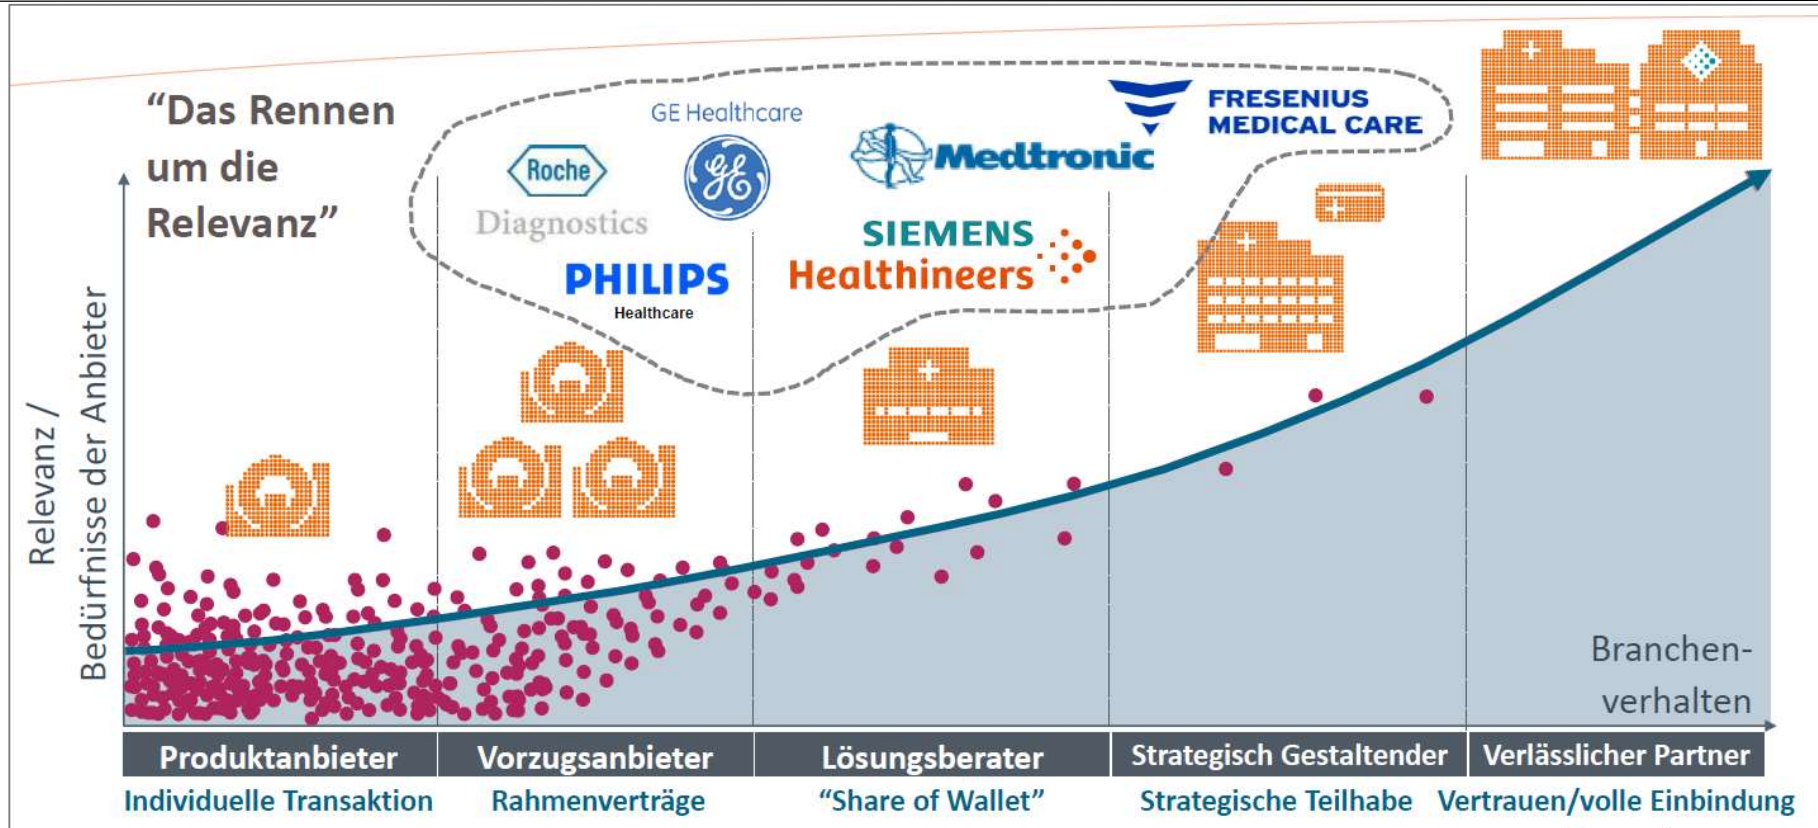 “Das Rennen
um die
Relevanz”
Roche
Diagnostics
GE Healthcare
GE
PHILIPS
Healthcare
Medtronic
SIEMENS
Healthineers
FRESENIUS
MEDICAL CARE
Relevanz /
Bedürfnisse der Anbieter
Branchen-
verhalten
Produktanbieter
Vorzugsanbieter
Lösungsberater
Strategisch Gestaltender
Verlässlicher Partner
Individuelle Transaktion
Rahmenverträge
“Share of Wallet”
Strategische Teilhabe
Vertrauen/volle Einbindung